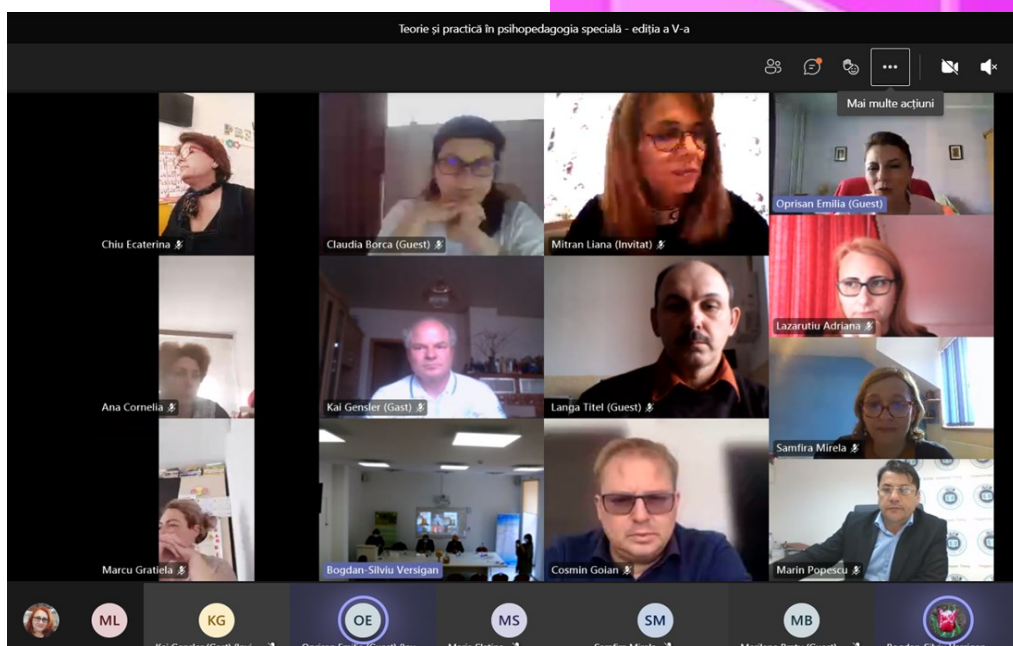 Teorie și practică în psihopedagogia specială - ediția a V-a
Mai multe acțiuni
Chiu Ecaterina
Claudia Borca (Guest)
Mitran Liana (Invitat)
Oprisan Emilia (Guest)
Lazarutiu Adriana
Ana Cornelia
Kai Gensler (Gast)
Langa Titel (Guest)
Samfira Mirela
Marcu Gratiela
Bogdan-Silviu Versigan
Cosmin Goian
Marin Popescu
ML
KG
OE
MS
SM
MB